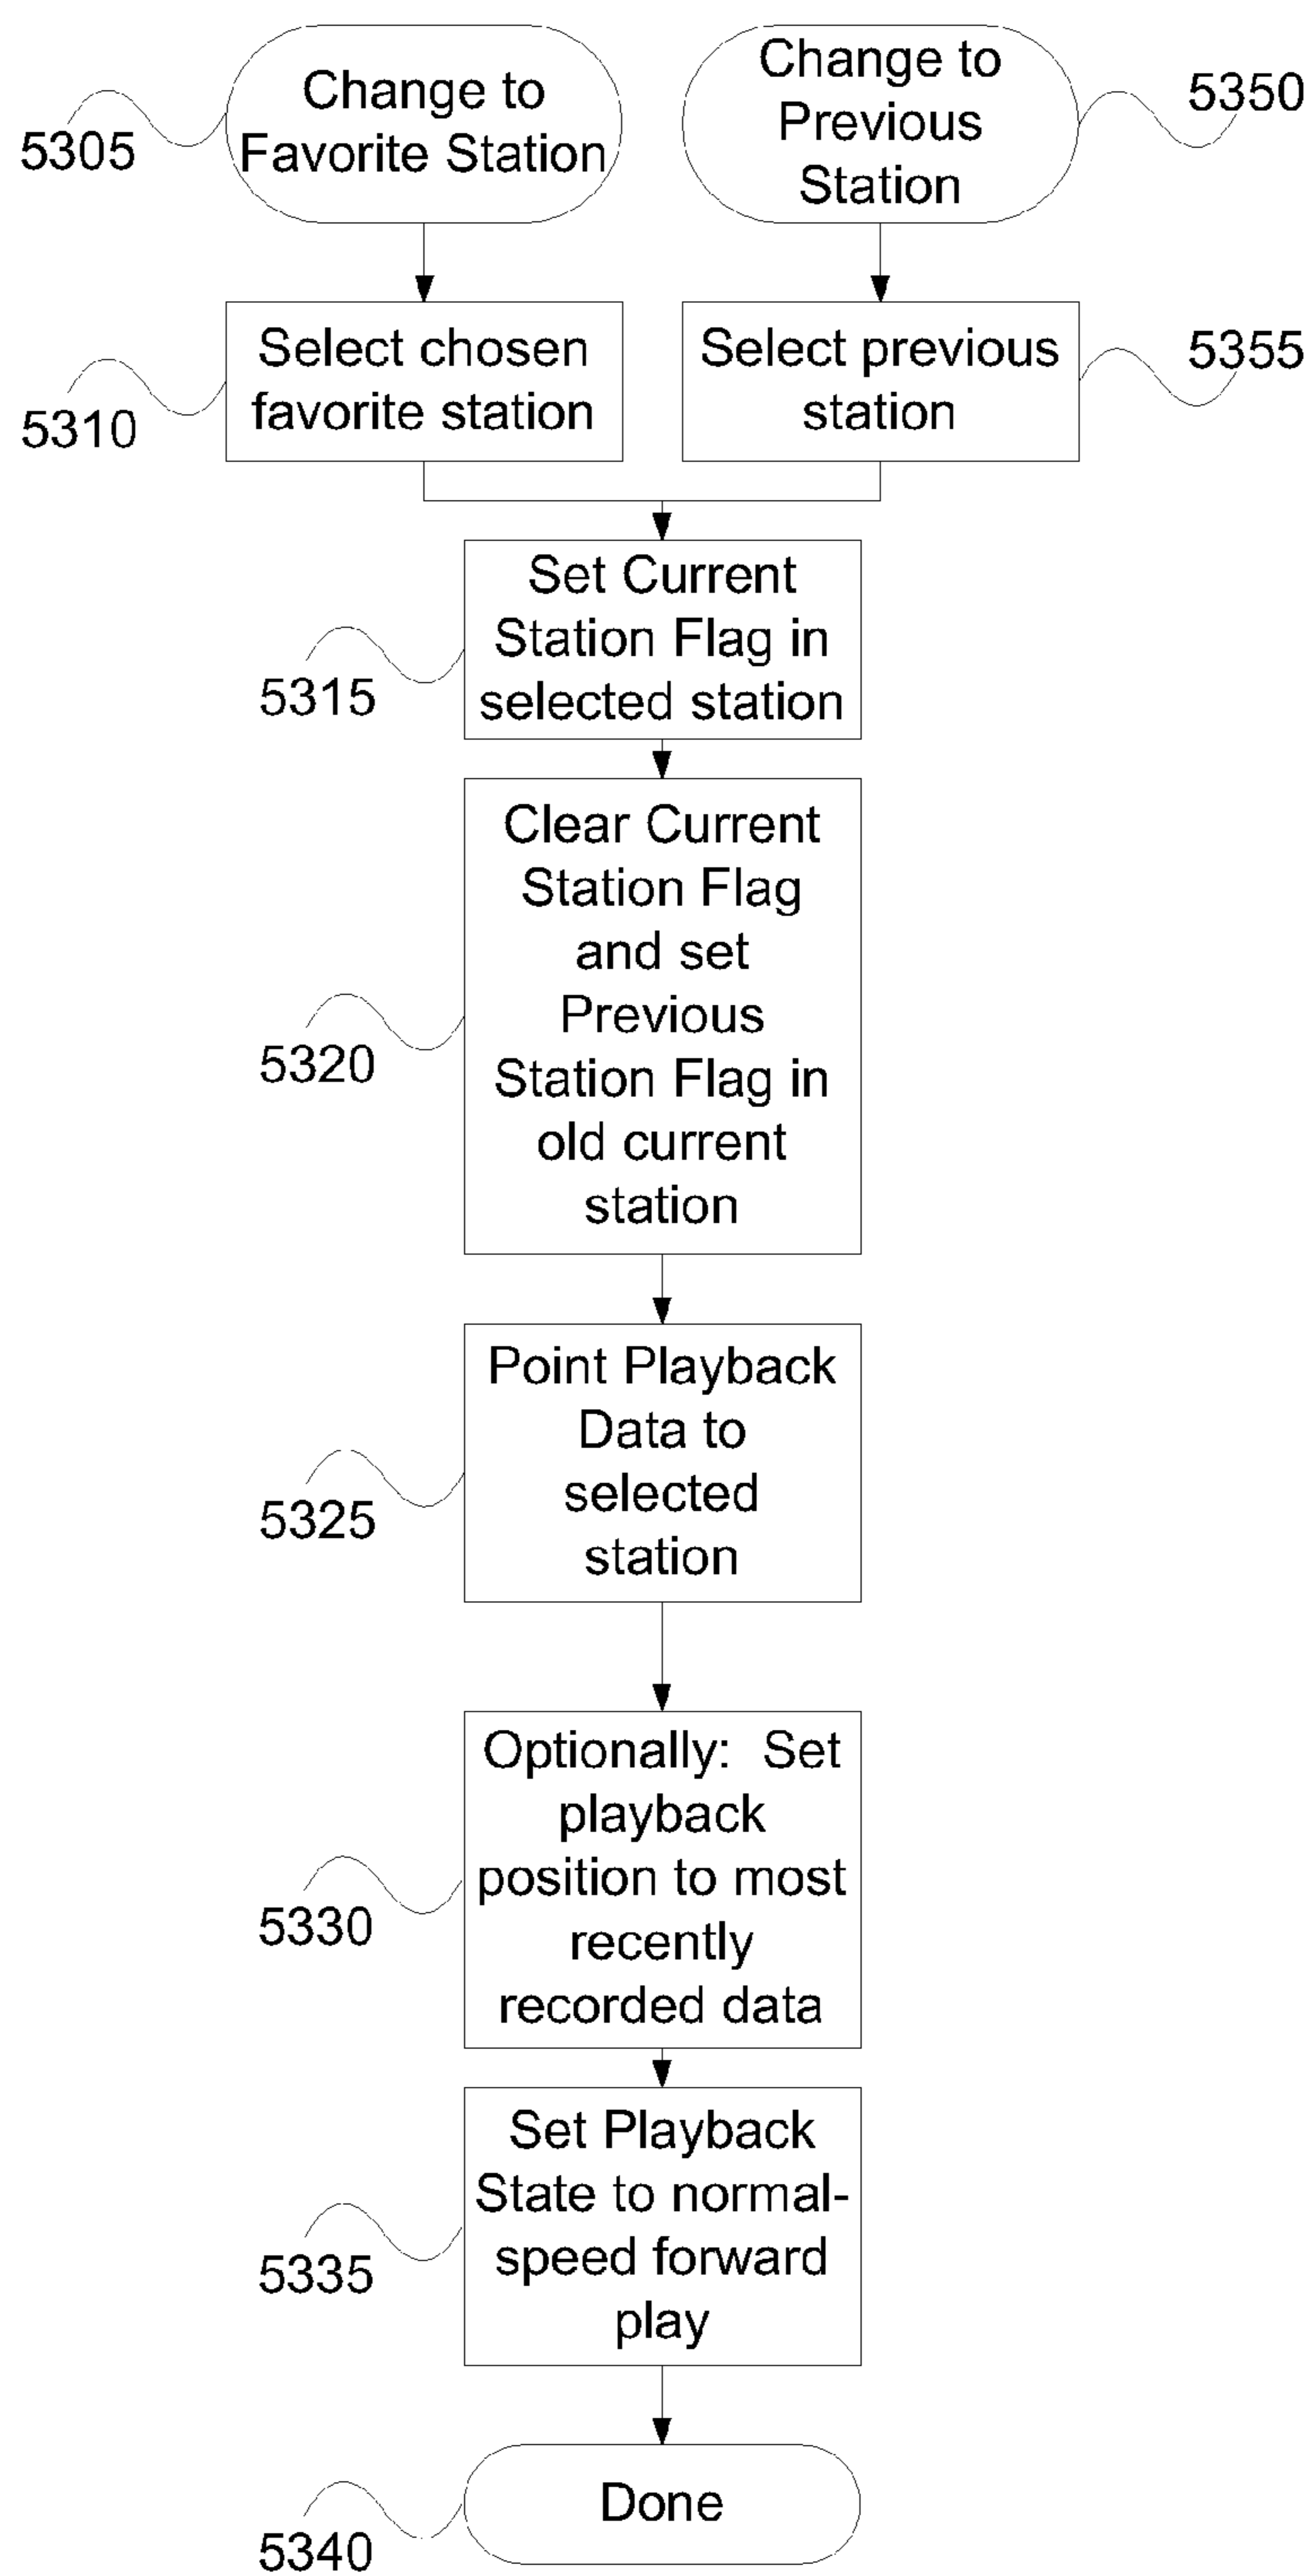 Change to
Favorite Station
5305
Change to
Previous
Station
5350
Select chosen
favorite station
5310
Select previous
station
5355
Set Current
Station Flag in
selected station
5315
Clear Current
Station Flag
and set
Previous
Station Flag in
old current
station
5320
Point Playback
Data to
selected
station
5325
Optionally:  Set
playback
position to most
recently
recorded data
5330
Set Playback
State to normal-
speed forward
play
5335
Done
5340